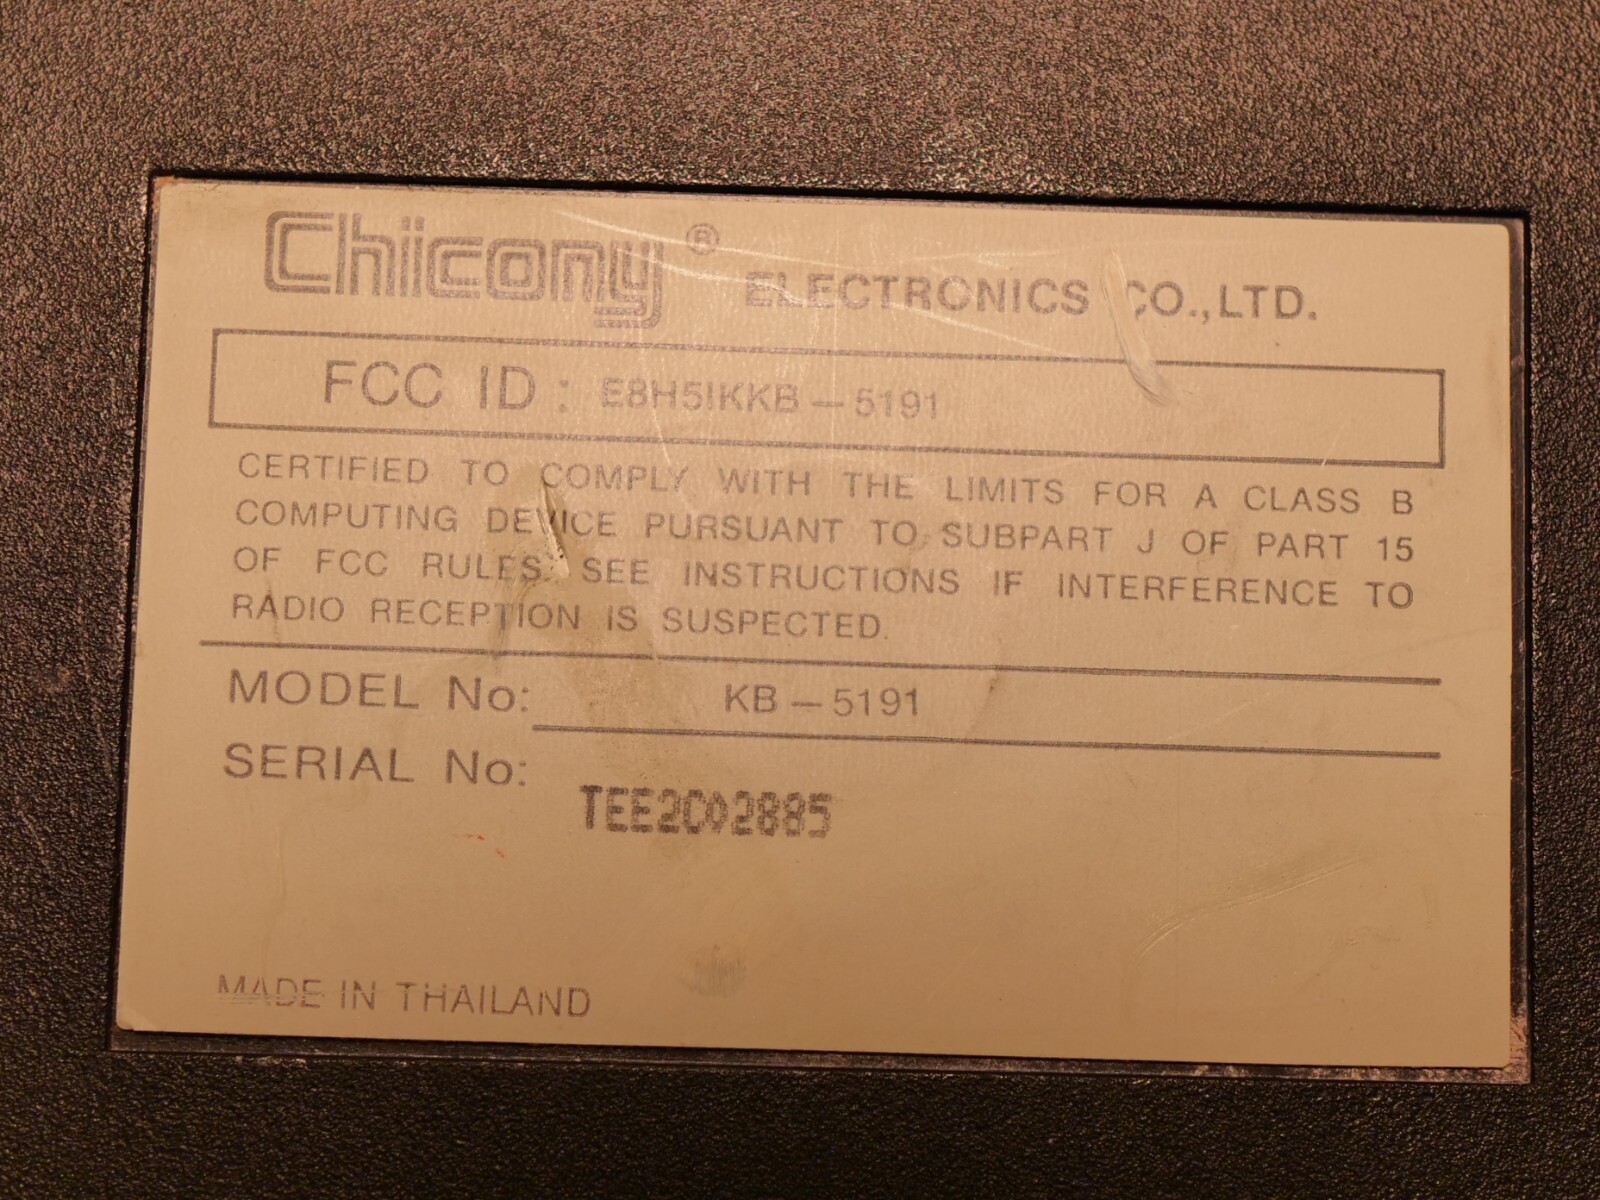 Chicony® ELECTRONICS CO.,LTD.
FCC ID : E8H5IKKB-5191
CERTIFIED TO COMPLY WITH THE LIMITS FOR A CLASS B
COMPUTING DEVICE PURSUANT TO SUBPART J OF PART 15
OF FCC RULES. SEE INSTRUCTIONS IF INTERFERENCE TO
RADIO RECEPTION IS SUSPECTED.
MODEL No: KB-5191
SERIAL No:
TEE2C02885
MADE IN THAILAND